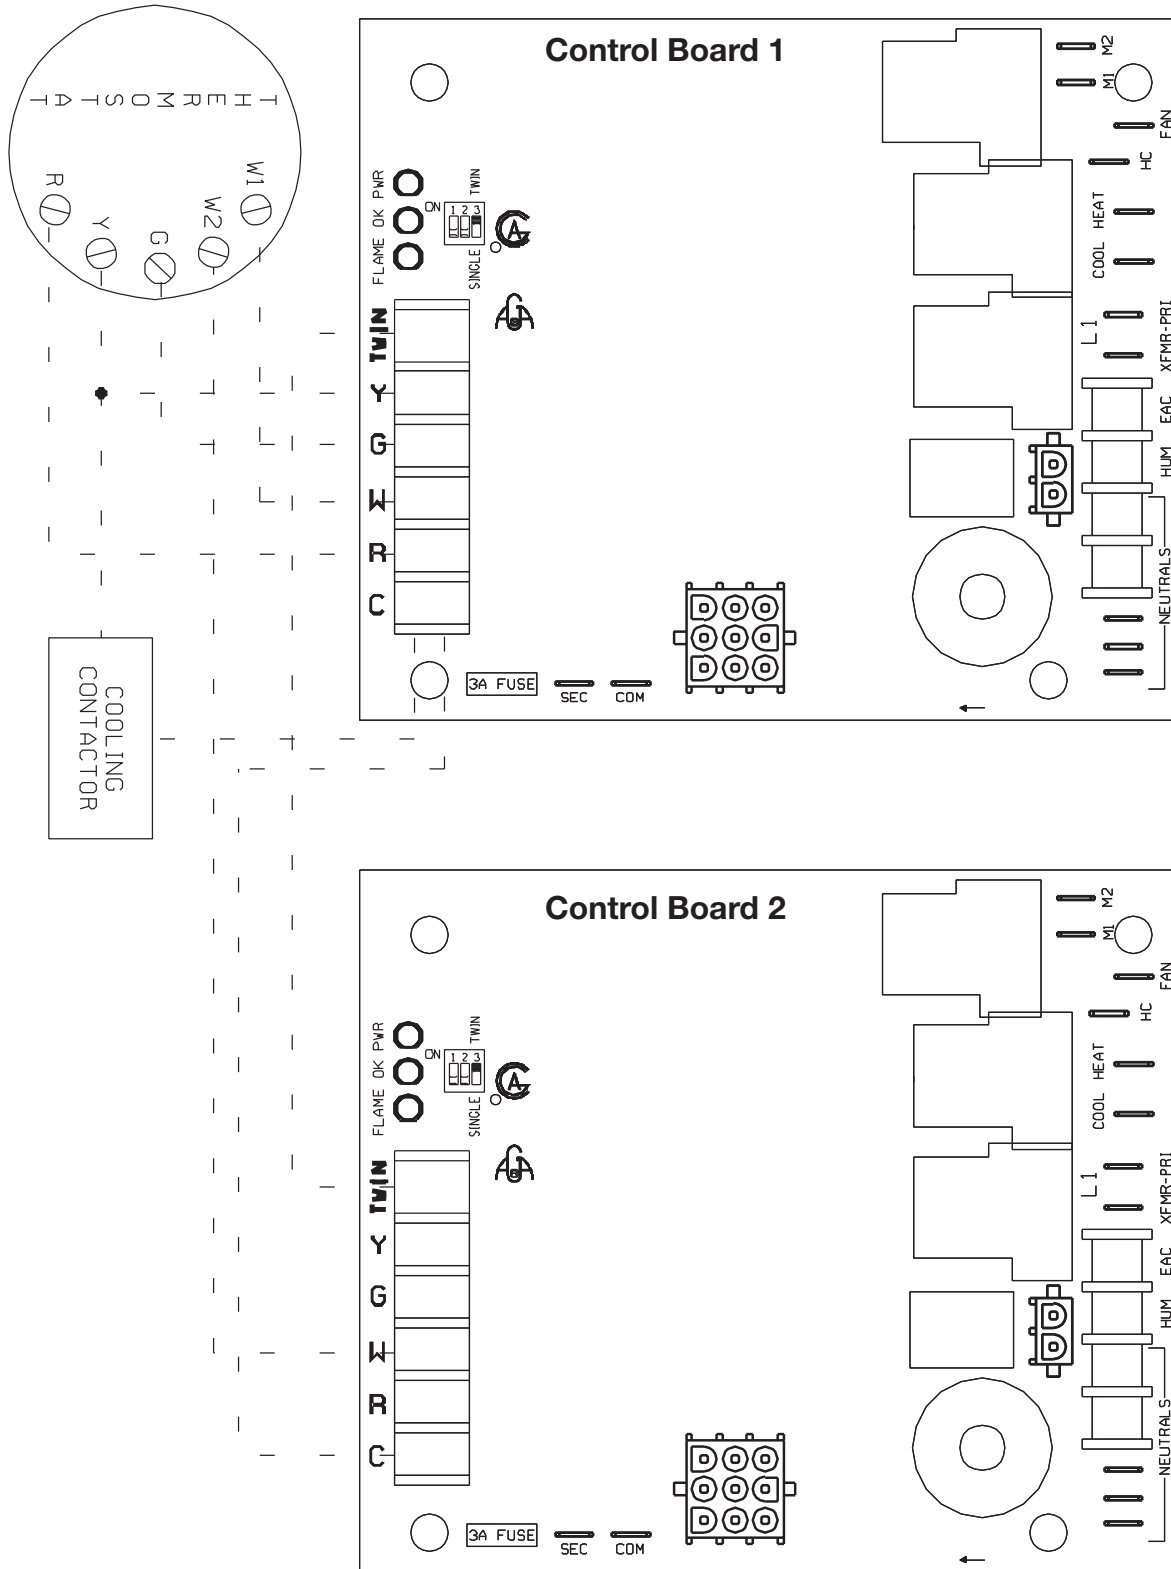 THERMOSTAT
R
Y
G
W2
W1
COOLING
CONTACTOR
Control Board 1
M2
M1
FAN
HC
HEAT
COOL
L1
XFMR-PRI
EAC
HUM
NEUTRALS
PWR
OK
FLAME
ON
1 2 3
TWIN
SINGLE
A
TWIN
Y
G
W
R
C
3A FUSE
SEC
COM
Control Board 2
M2
M1
FAN
HC
HEAT
COOL
L1
XFMR-PRI
EAC
HUM
NEUTRALS
PWR
OK
FLAME
ON
1 2 3
TWIN
SINGLE
A
TWIN
Y
G
W
R
C
3A FUSE
SEC
COM